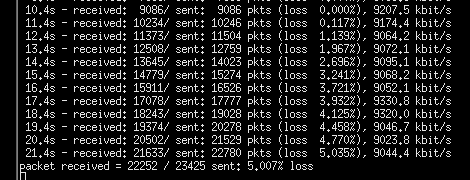 10.4s - received: 9086/ sent: 9086 pkts (loss 0.000%), 9207.5 kbit/s
11.4s - received: 10234/ sent: 10246 pkts (loss 0.117%), 9174.4 kbit/s
12.4s - received: 11373/ sent: 11504 pkts (loss 1.139%), 9064.2 kbit/s
13.4s - received: 12508/ sent: 12759 pkts (loss 1.967%), 9072.1 kbit/s
14.4s - received: 13645/ sent: 14023 pkts (loss 2.696%), 9095.1 kbit/s
15.4s - received: 14779/ sent: 15274 pkts (loss 3.241%), 9068.2 kbit/s
16.4s - received: 15911/ sent: 16526 pkts (loss 3.721%), 9052.1 kbit/s
17.4s - received: 17078/ sent: 17777 pkts (loss 3.932%), 9330.8 kbit/s
18.4s - received: 18243/ sent: 19028 pkts (loss 4.125%), 9320.0 kbit/s
19.4s - received: 19374/ sent: 20278 pkts (loss 4.458%), 9046.7 kbit/s
20.4s - received: 20502/ sent: 21529 pkts (loss 4.770%), 9023.8 kbit/s
21.4s - received: 21633/ sent: 22780 pkts (loss 5.035%), 9044.4 kbit/s
packet received = 22252 / 23425 sent: 5.007% loss